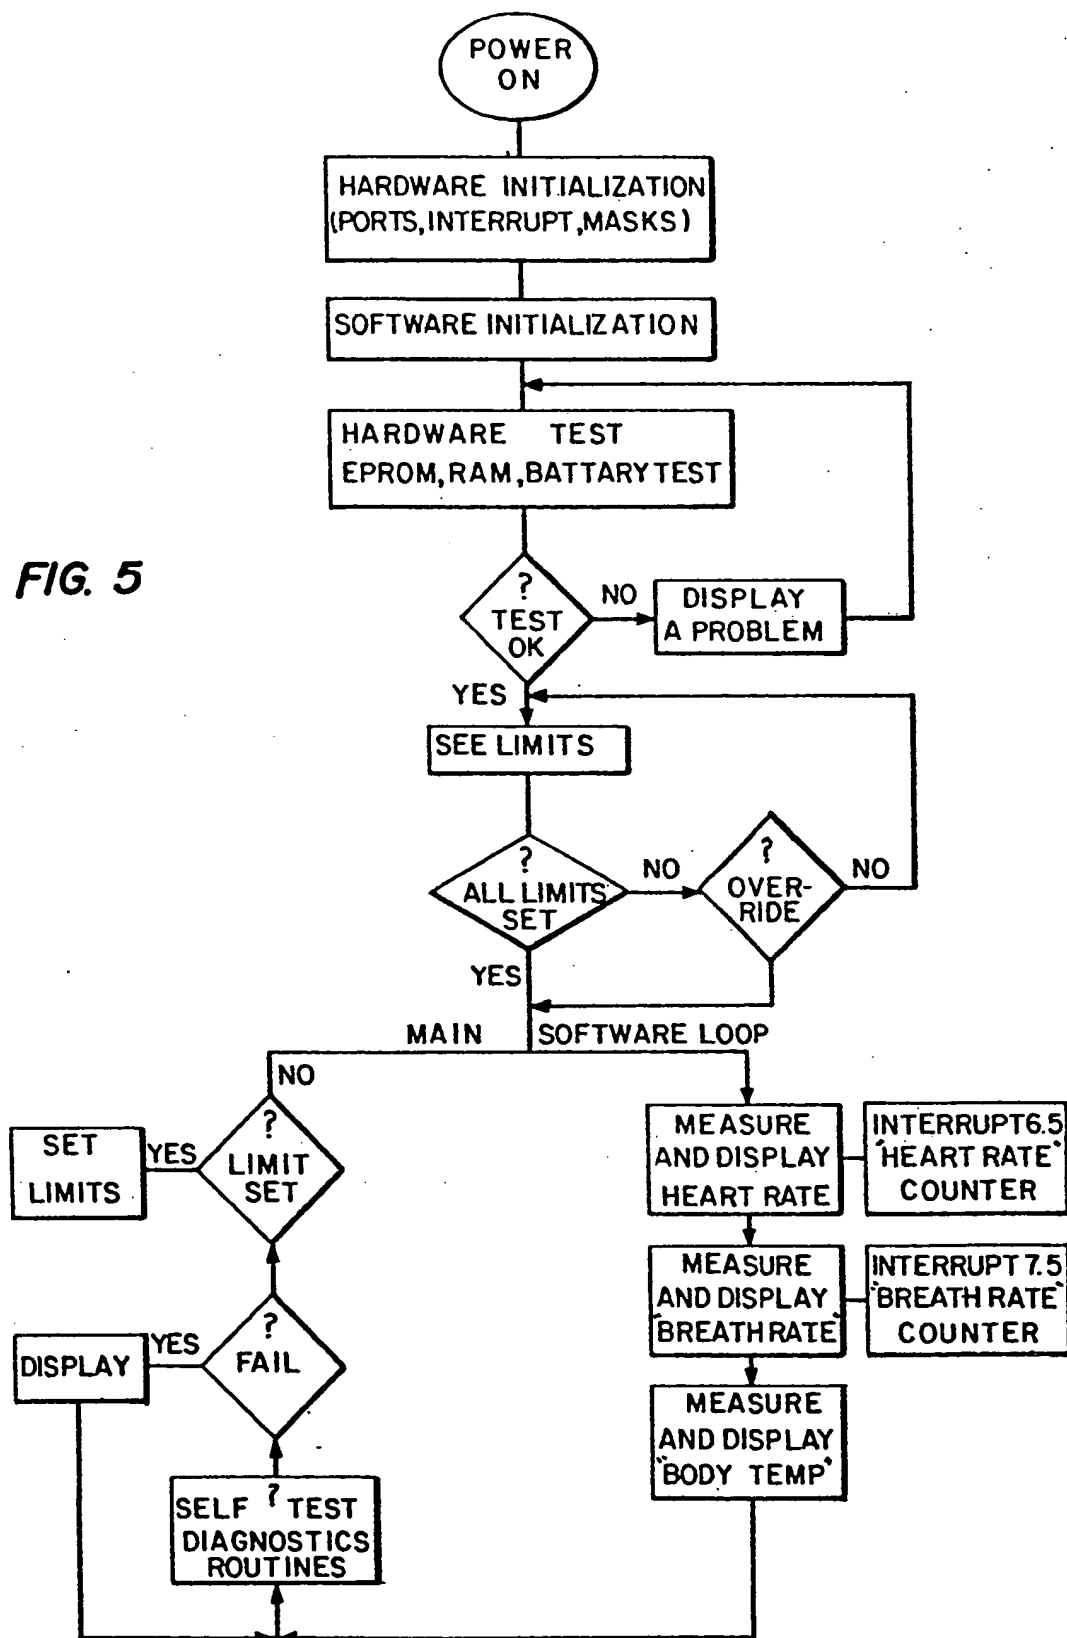 POWER
ON
HARDWARE INITIALIZATION
(PORTS, INTERRUPT, MASKS)
SOFTWARE INITIALIZATION
HARDWARE TEST
EPROM, RAM, BATTARY TEST
FIG. 5
?
TEST
OK
NO
DISPLAY
A PROBLEM
YES
SEE LIMITS
?
ALL LIMITS
SET
NO
?
OVER-
RIDE
NO
YES
MAIN SOFTWARE LOOP
NO
?
LIMIT
SET
YES
SET
LIMITS
MEASURE
AND DISPLAY
HEART RATE
INTERRUPT 6.5
"HEART RATE"
COUNTER
MEASURE
AND DISPLAY
"BREATH RATE"
INTERRUPT 7.5
"BREATH RATE"
COUNTER
?
FAIL
YES
DISPLAY
MEASURE
AND DISPLAY
"BODY TEMP"
SELF ? TEST
DIAGNOSTICS
ROUTINES